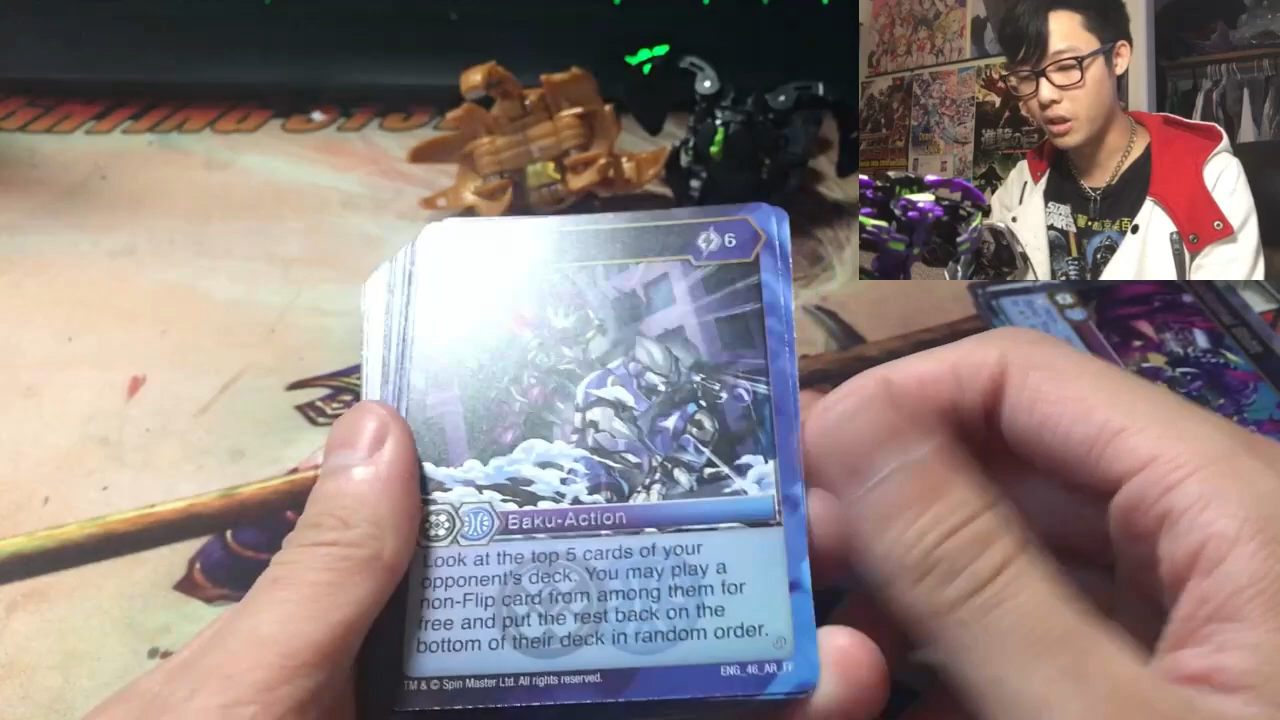 6
Baku-Action
Look at the top 5 cards of your
opponent's deck. You may play a
non-Flip card from among them for
free and put the rest back on the
bottom of their deck in random order.
TM & © Spin Master Ltd. All rights reserved.
ENG_46_AR_FF
STAR
WARS